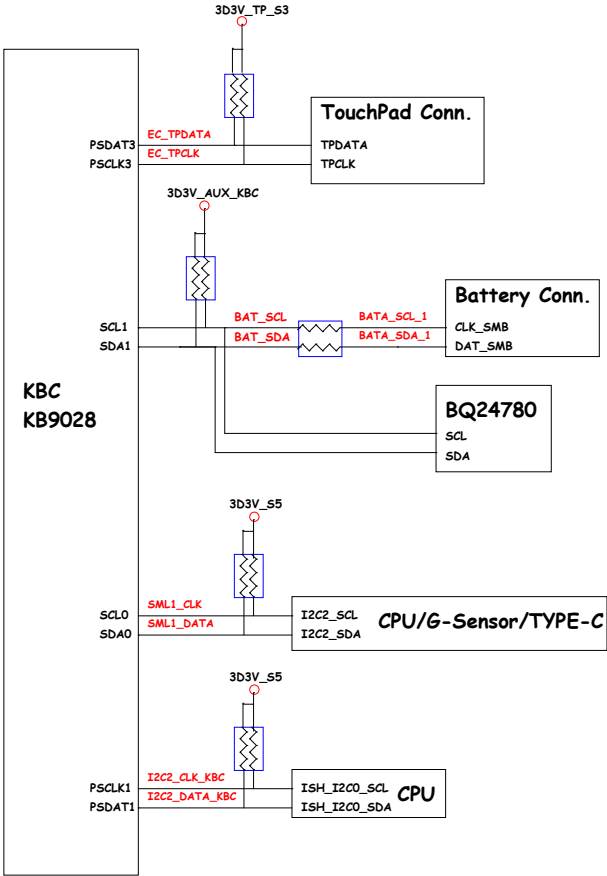 3D3V_TP_S3
TouchPad Conn.
EC_TPDATA
PSDAT3
TPDATA
EC_TPCLK
PSCLK3
TPCLK
3D3V_AUX_KBC
Battery Conn.
BAT_SCL
BATA_SCL_1
SCL1
CLK_SMB
BAT_SDA
BATA_SDA_1
SDA1
DAT_SMB
KBC
KB9028
BQ24780
SCL
SDA
3D3V_S5
SML1_CLK
SCL0
I2C2_SCL
SML1_DATA
SDA0
I2C2_SDA
CPU/G-Sensor/TYPE-C
3D3V_S5
I2C2_CLK_KBC
PSCLK1
ISH_I2C0_SCL
I2C2_DATA_KBC
PSDAT1
ISH_I2C0_SDA
CPU